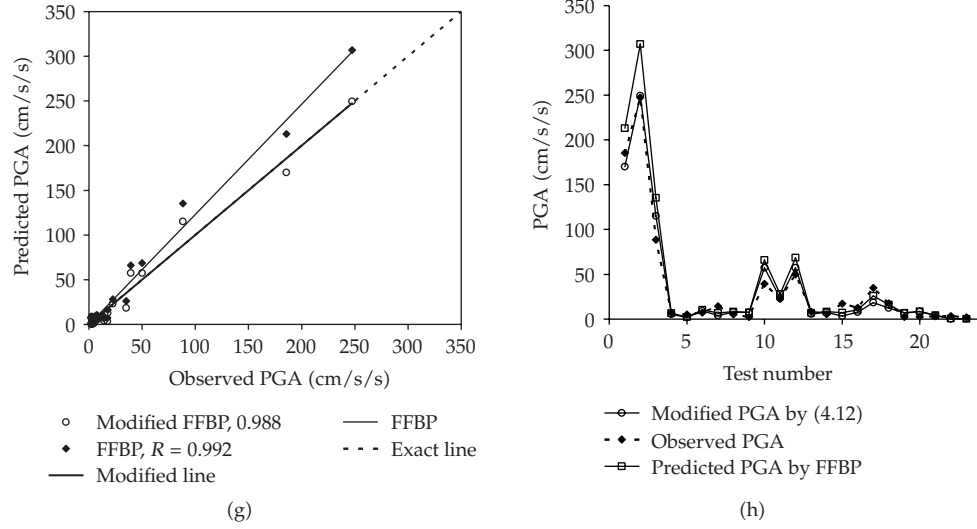 350
300
250
200
150
100
50
0
Predicted PGA (cm/s/s)
0 50 100 150 200 250 300 350
Observed PGA (cm/s/s)
Modified FFBP, 0.988
FFBP, R = 0.992
Modified line
FFBP
Exact line
(g)
350
300
250
200
150
100
50
0
PGA (cm/s/s)
0 5 10 15 20
Test number
Modified PGA by (4.12)
Observed PGA
Predicted PGA by FFBP
(h)